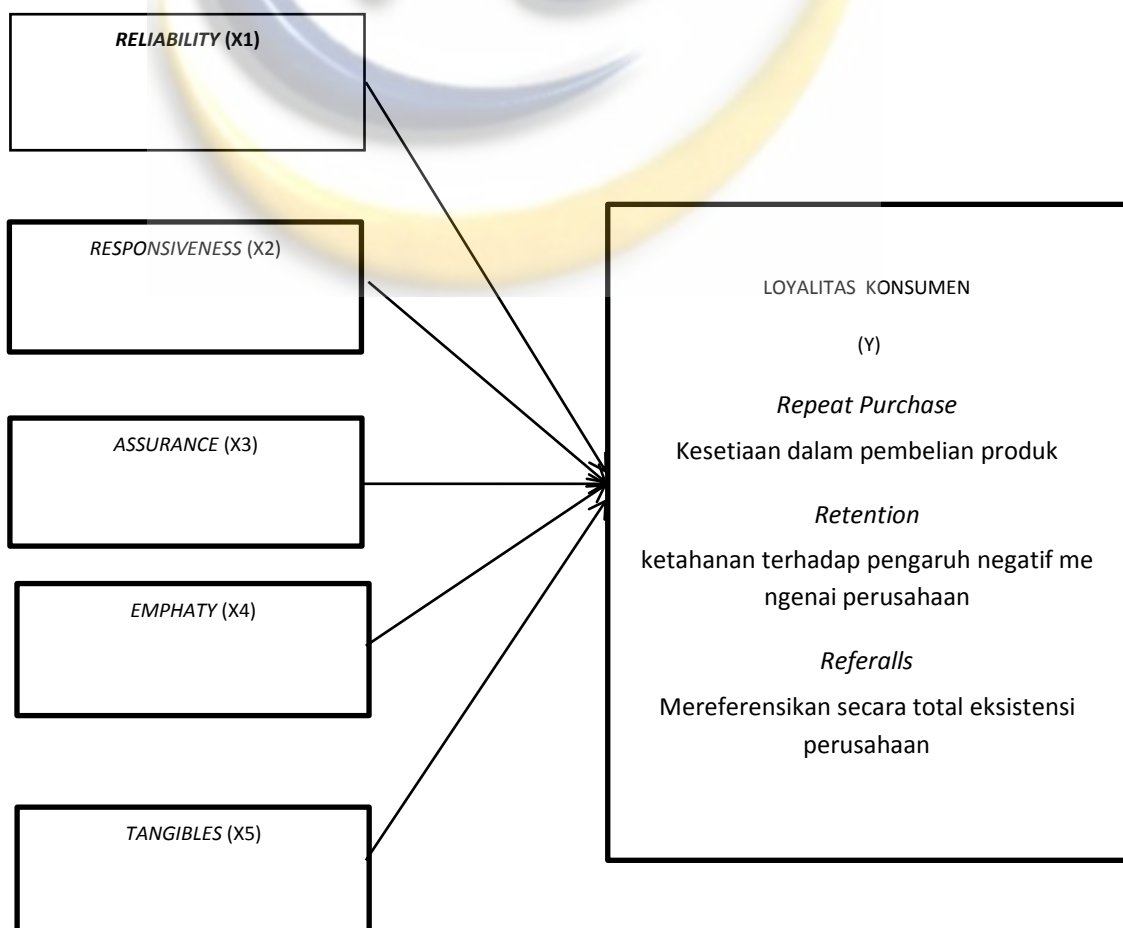 RELIABILITY (X1)
RESPONSIVENESS (X2)
ASSURANCE (X3)
EMPHATY (X4)
TANGIBLES (X5)
LOYALITAS KONSUMEN
(Y)
Repeat Purchase
Kesetiaan dalam pembelian produk
Retention
ketahanan terhadap pengaruh negatif me
ngenai perusahaan
Referalls
Mereferensikan secara total eksistensi
perusahaan